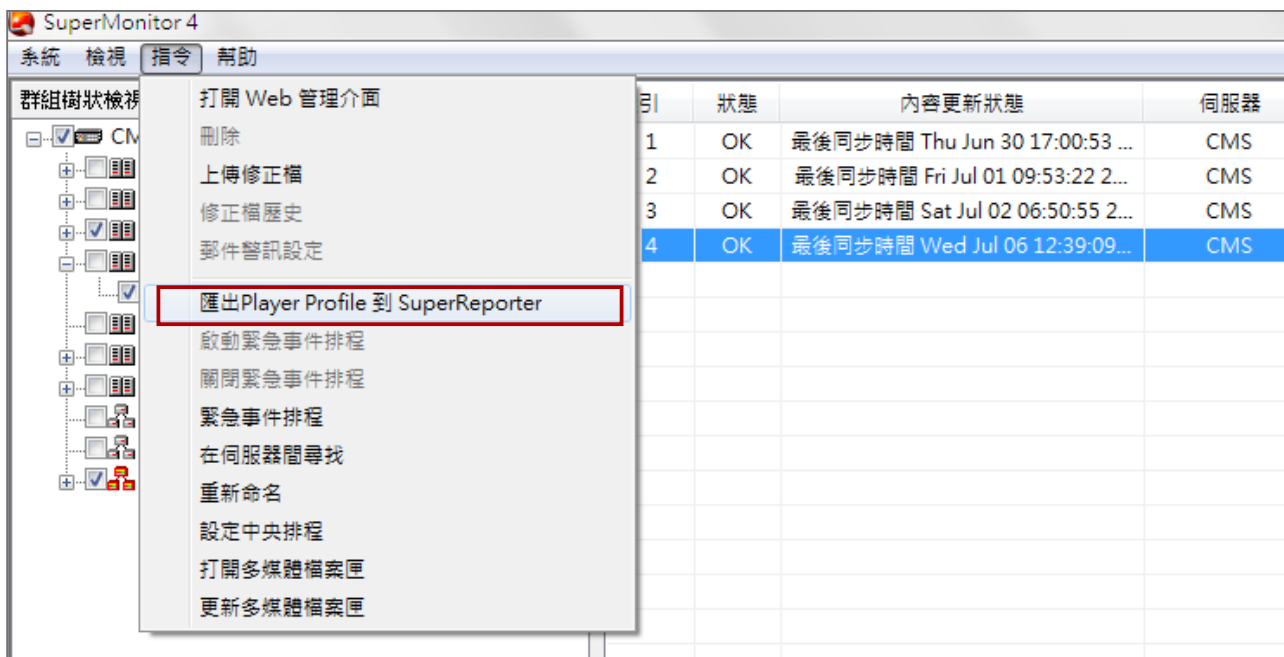 SuperMonitor 4
系統 檢視 指令 幫助
群組樹狀檢視
CM
打開 Web 管理介面
刪除
上傳修正檔
修正檔歷史
郵件警訊設定
匯出Player Profile 到 SuperReporter
啟動緊急事件排程
關閉緊急事件排程
緊急事件排程
在伺服器間尋找
重新命名
設定中央排程
打開多媒體檔案匣
更新多媒體檔案匣
引 狀態 內容更新狀態 伺服器
1 OK 最後同步時間 Thu Jun 30 17:00:53 ... CMS
2 OK 最後同步時間 Fri Jul 01 09:53:22 2... CMS
3 OK 最後同步時間 Sat Jul 02 06:50:55 2... CMS
4 OK 最後同步時間 Wed Jul 06 12:39:09... CMS